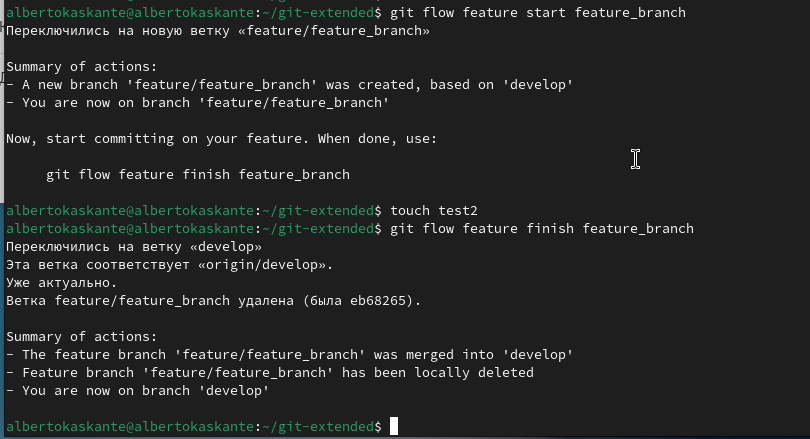 albertokaskante@albertokaskante:~/git-extended$ git flow feature start feature_branch
Переключились на новую ветку «feature/feature_branch»
Summary of actions:
- A new branch 'feature/feature_branch' was created, based on 'develop'
- You are now on branch 'feature/feature_branch'
Now, start committing on your feature. When done, use:
git flow feature finish feature_branch
albertokaskante@albertokaskante:~/git-extended$ touch test2
albertokaskante@albertokaskante:~/git-extended$ git flow feature finish feature_branch
Переключились на ветку «develop»
Эта ветка соответствует «origin/develop».
Уже актуально.
Ветка feature/feature_branch удалена (была eb68265).
Summary of actions:
- The feature branch 'feature/feature_branch' was merged into 'develop'
- Feature branch 'feature/feature_branch' has been locally deleted
- You are now on branch 'develop'
albertokaskante@albertokaskante:~/git-extended$